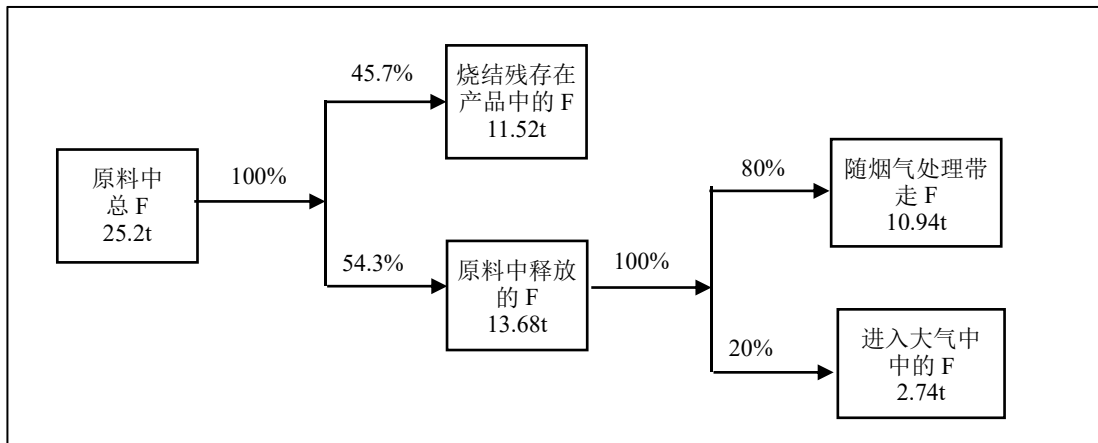 原料中
总 F
25.2t
100%
45.7%
烧结残存在
产品中的 F
11.52t
54.3%
原料中释放
的 F
13.68t
100%
80%
随烟气处理带
走 F
10.94t
20%
进入大气中
中的 F
2.74t